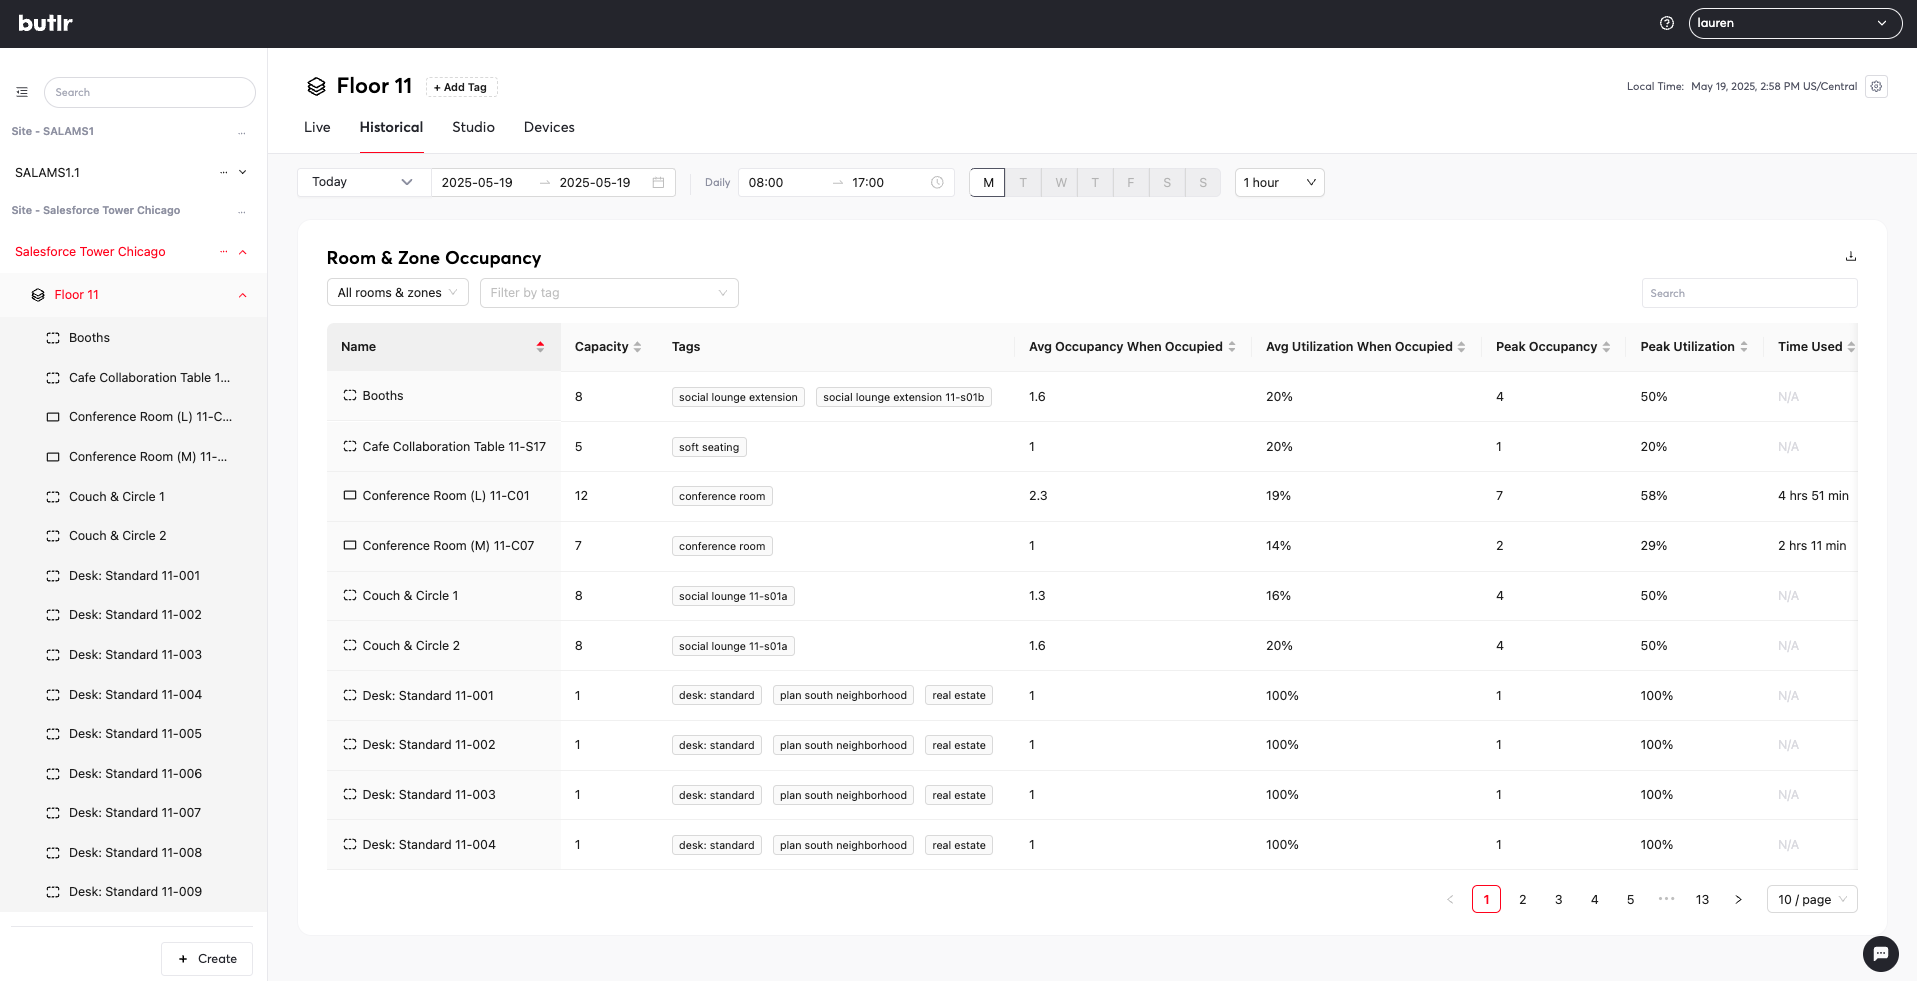 butlr
lauren
Search
Site - SALAMS1
...
SALAMS1.1
...
Site - Salesforce Tower Chicago
...
Salesforce Tower Chicago
...
Floor 11
Booths
Cafe Collaboration Table 1...
Conference Room (L) 11-C...
Conference Room (M) 11-...
Couch & Circle 1
Couch & Circle 2
Desk: Standard 11-001
Desk: Standard 11-002
Desk: Standard 11-003
Desk: Standard 11-004
Desk: Standard 11-005
Desk: Standard 11-006
Desk: Standard 11-007
Desk: Standard 11-008
Desk: Standard 11-009
+ Create
Floor 11 + Add Tag
Local Time: May 19, 2025, 2:58 PM US/Central
Live Historical Studio Devices
Today 2025-05-19 → 2025-05-19 Daily 08:00 → 17:00 M T W T F S S 1 hour
Room & Zone Occupancy
All rooms & zones Filter by tag Search
Name Capacity Tags Avg Occupancy When Occupied Avg Utilization When Occupied Peak Occupancy Peak Utilization Time Used
Booths 8 social lounge extension social lounge extension 11-s01b 1.6 20% 4 50% N/A
Cafe Collaboration Table 11-S17 5 soft seating 1 20% 1 20% N/A
Conference Room (L) 11-C01 12 conference room 2.3 19% 7 58% 4 hrs 51 min
Conference Room (M) 11-C07 7 conference room 1 14% 2 29% 2 hrs 11 min
Couch & Circle 1 8 social lounge 11-s01a 1.3 16% 4 50% N/A
Couch & Circle 2 8 social lounge 11-s01a 1.6 20% 4 50% N/A
Desk: Standard 11-001 1 desk: standard plan south neighborhood real estate 1 100% 1 100% N/A
Desk: Standard 11-002 1 desk: standard plan south neighborhood real estate 1 100% 1 100% N/A
Desk: Standard 11-003 1 desk: standard plan south neighborhood real estate 1 100% 1 100% N/A
Desk: Standard 11-004 1 desk: standard plan south neighborhood real estate 1 100% 1 100% N/A
< 1 2 3 4 5 ••• 13 > 10 / page